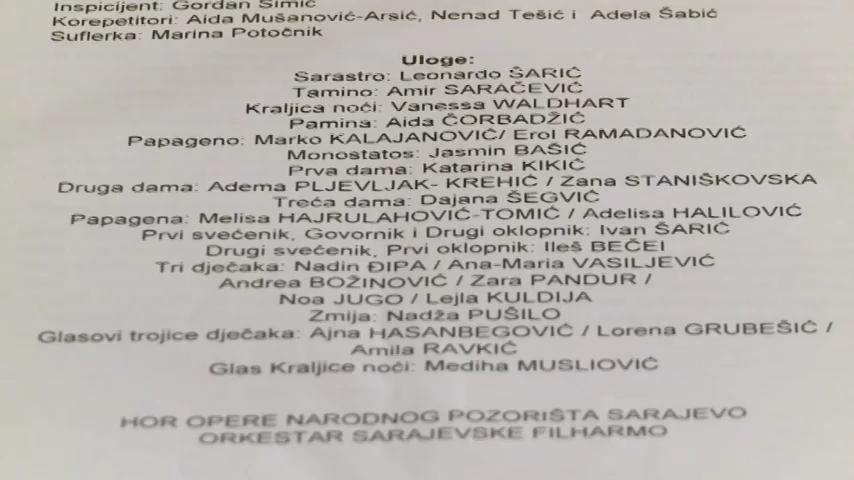 Inspicijent: Gordan Simić
Korepetitori: Aida Mušanović-Arsić, Nenad Tešić i Adela Šabić
Suflerka: Marina Potočnik
Uloge:
Sarastro: Leonardo ŠARIĆ
Tamino: Amir SARAČEVIĆ
Kraljica noći: Vanessa WALDHART
Pamina: Aida ČORBADŽIĆ
Papageno: Marko KALAJANOVIĆ/ Erol RAMADANOVIĆ
Monostatos: Jasmin BAŠIĆ
Prva dama: Katarina KIKIĆ
Druga dama: Adema PLJEVLJAK- KREHIĆ / Zana STANIŠKOVSKA
Treća dama: Dajana ŠEGVIĆ
Papagena: Melisa HAJRULAHOVIĆ-TOMIĆ / Adelisa HALILOVIĆ
Prvi svećenik, Govornik i Drugi oklopnik: Ivan ŠARIĆ
Drugi svećenik, Prvi oklopnik: Ileš BEČEI
Tri dječaka: Nadin ĐIPA / Ana-Maria VASILJEVIĆ
Andrea BOŽINOVIĆ / Zara PANDUR /
Noa JUGO / Lejla KULDIJA
Zmija: Nadža PUŠILO
Glasovi trojice dječaka: Ajna HASANBEGOVIĆ / Lorena GRUBEŠIĆ /
Amila RAVKIĆ
Glas Kraljice noći: Mediha MUSLIOVIĆ
HOR OPERE NARODNOG POZORIŠTA SARAJEVO
ORKESTAR SARAJEVSKE FILHARMO